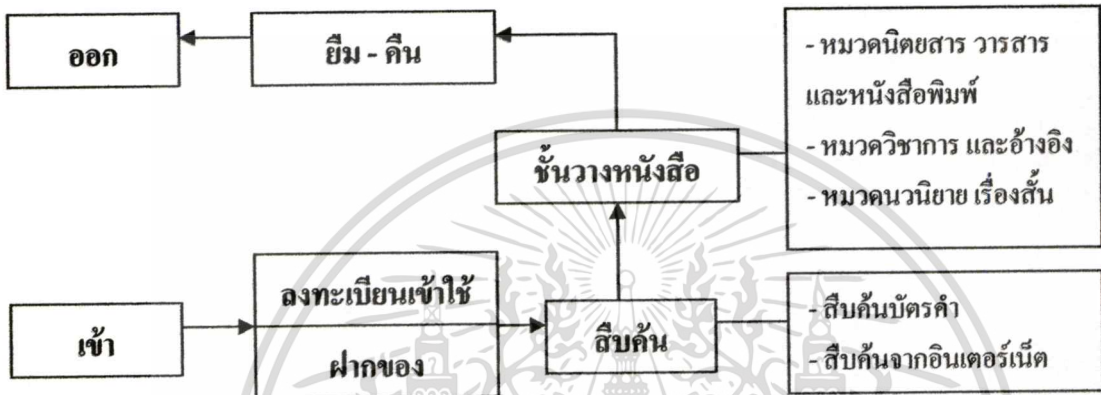 ออก
ยืม - คืน
- หมวดนิตยสาร วารสาร
และหนังสือพิมพ์
- หมวดวิชาการ และอ้างอิง
- หมวดนวนิยาย เรื่องสั้น
ชั้นวางหนังสือ
เข้า
ลงทะเบียนเข้าใช้
ฝากของ
สืบค้น
- สืบค้นบัตรคำ
- สืบค้นจากอินเตอร์เน็ต